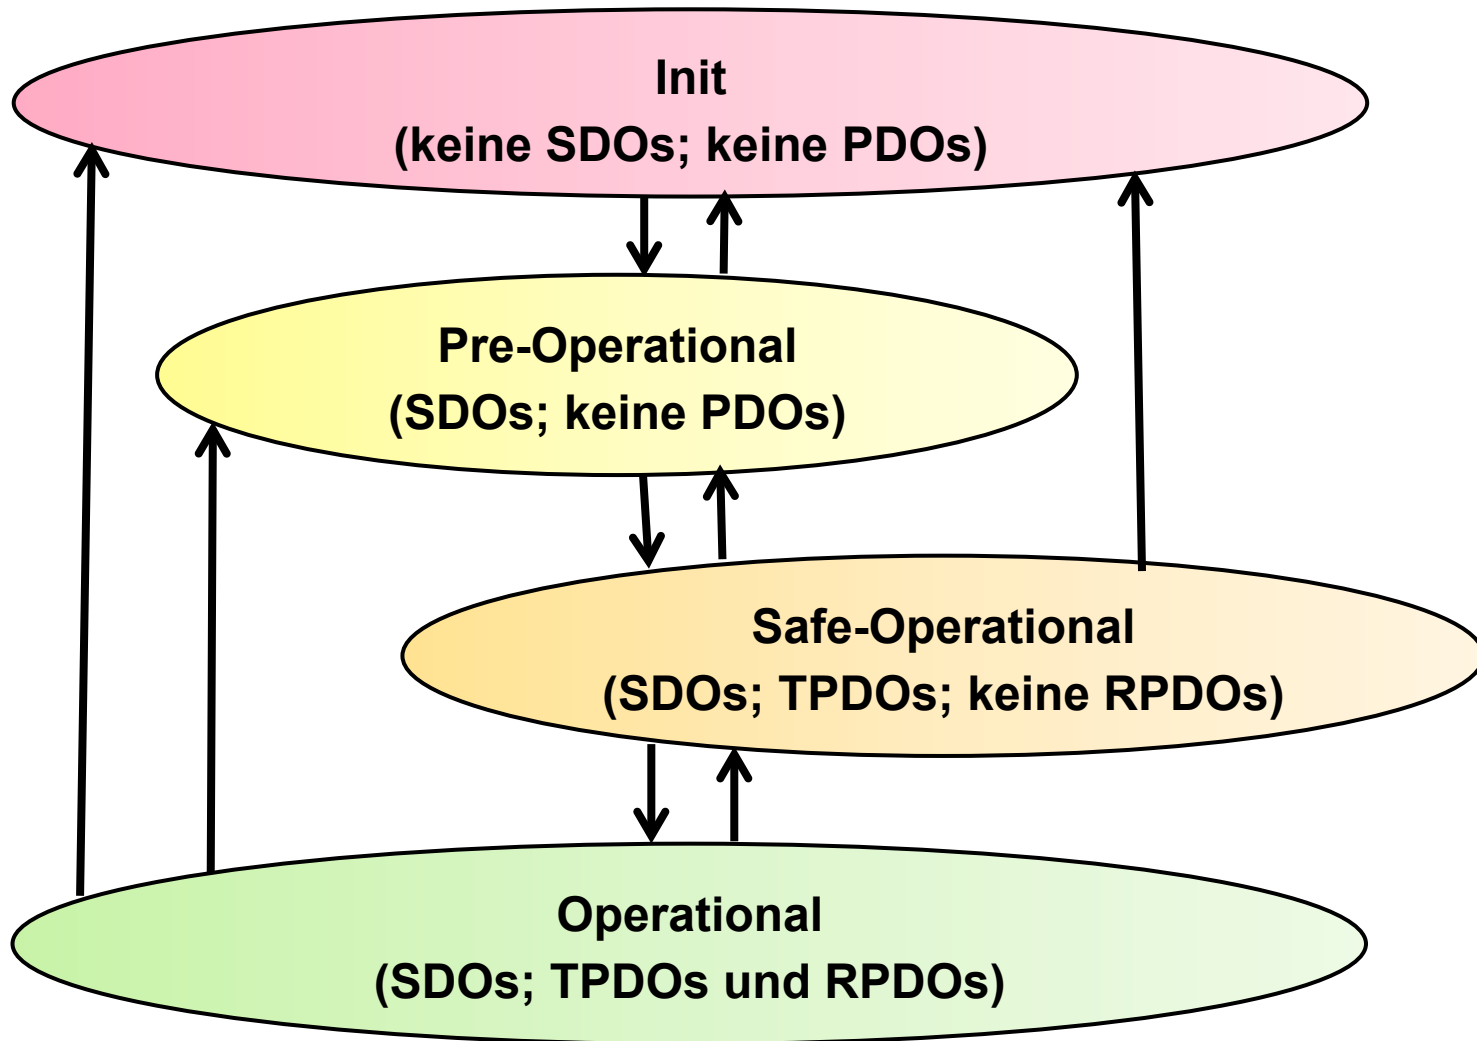 Init
(keine SDOs; keine PDOs)
Pre-Operational
(SDOs; keine PDOs)
Safe-Operational
(SDOs; TPDOs; keine RPDOs)
Operational
(SDOs; TPDOs und RPDOs)